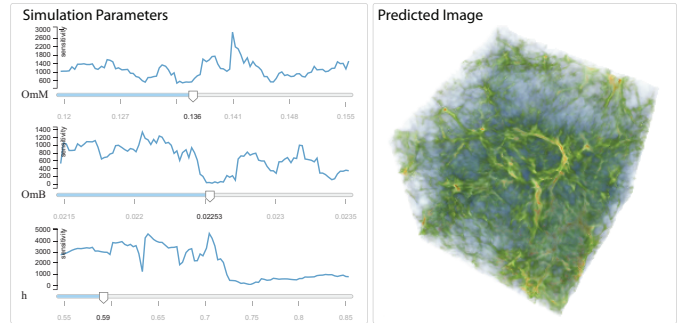 Simulation Parameters
3000
2600
2200
1800
1400
1000
600
sensitivity
OmM
0.12 0.127 0.136 0.141 0.148 0.155
1400
1200
1000
800
600
400
200
0
sensitivity
OmB
0.0215 0.022 0.02253 0.023 0.0235
5000
4000
3000
2000
1000
0
sensitivity
h
0.55 0.59 0.65 0.7 0.75 0.8 0.85
Predicted Image